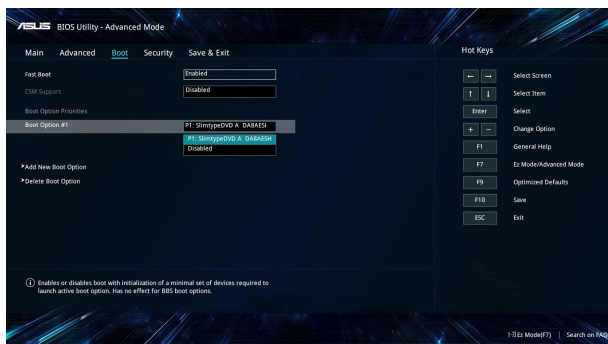 ASUS BIOS Utility - Advanced Mode
Main Advanced Boot Security Save & Exit
Hot Keys
Fast Boot Enabled
CSM Support Disabled
Boot Option Priorities
Boot Option #1 P1: SlimtypeDVD A DA8AESI
P1: SlimtypeDVD A DA8AESH
Disabled
>Add New Boot Option
>Delete Boot Option
← → Select Screen
↑ ↓ Select Item
Enter Select
+ - Change Option
F1 General Help
F7 Ez Mode/Advanced Mode
F9 Optimized Defaults
F10 Save
ESC Exit
i Enables or disables boot with initialization of a minimal set of devices required to
launch active boot option. Has no effect for BBS boot options.
Ez Mode(F7) | Search on FAQ